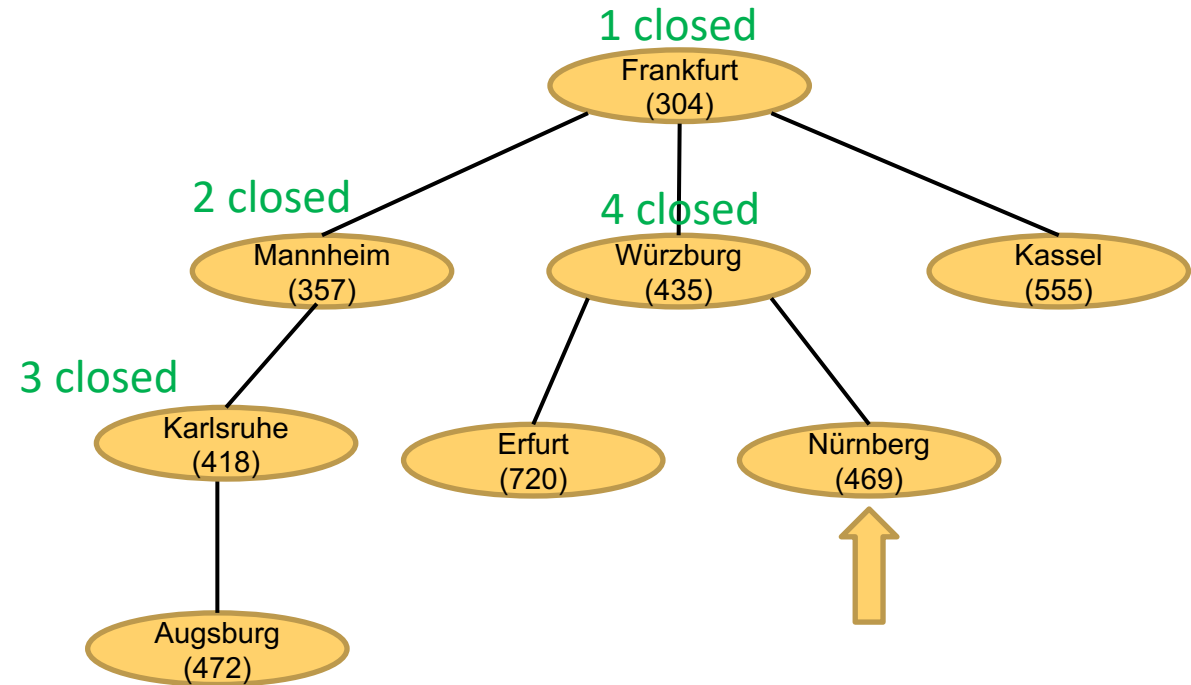 1 closed
Frankfurt
(304)
2 closed
4 closed
Mannheim
(357)
Würzburg
(435)
Kassel
(555)
3 closed
Karlsruhe
(418)
Erfurt
(720)
Nürnberg
(469)
Augsburg
(472)